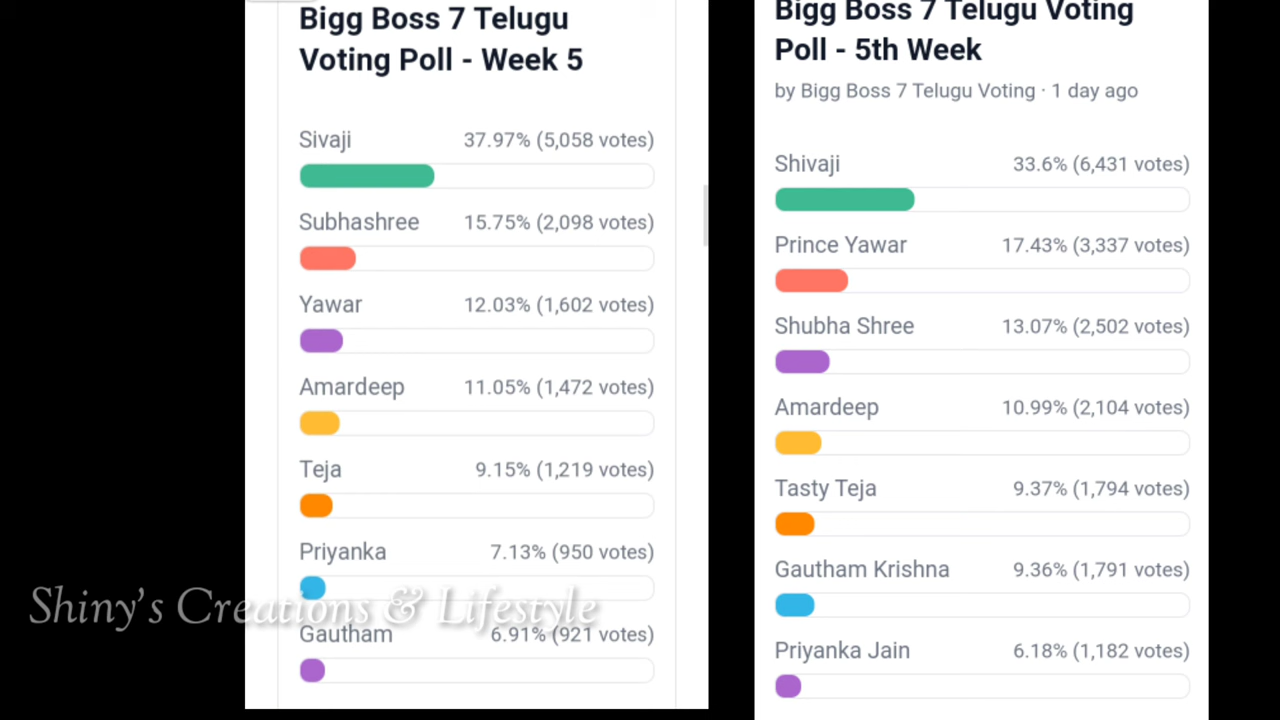 Bigg Boss 7 Telugu
Voting Poll - Week 5
Sivaji 37.97% (5,058 votes)
Subhashree 15.75% (2,098 votes)
Yawar 12.03% (1,602 votes)
Amardeep 11.05% (1,472 votes)
Teja 9.15% (1,219 votes)
Priyanka 7.13% (950 votes)
Gautham 6.91% (921 votes)
Shiny's Creations & Lifestyle
Bigg Boss 7 Telugu Voting
Poll - 5th Week
by Bigg Boss 7 Telugu Voting · 1 day ago
Shivaji 33.6% (6,431 votes)
Prince Yawar 17.43% (3,337 votes)
Shubha Shree 13.07% (2,502 votes)
Amardeep 10.99% (2,104 votes)
Tasty Teja 9.37% (1,794 votes)
Gautham Krishna 9.36% (1,791 votes)
Priyanka Jain 6.18% (1,182 votes)